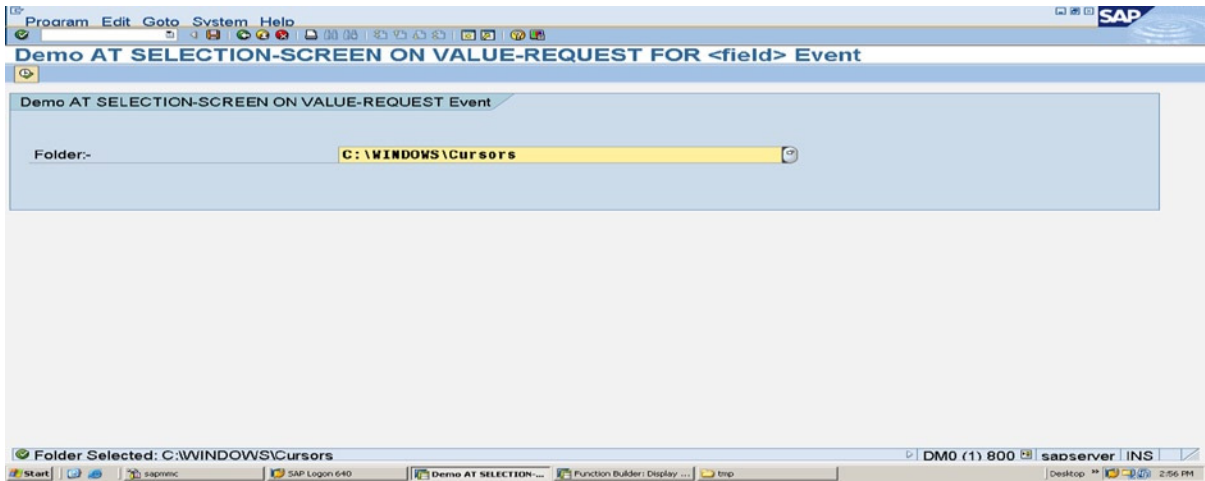 Program Edit Goto System Help
SAP
Demo AT SELECTION-SCREEN ON VALUE-REQUEST FOR <field> Event
Demo AT SELECTION-SCREEN ON VALUE-REQUEST Event
Folder:- C:\WINDOWS\Cursors
Folder Selected: C:\WINDOWS\Cursors
DM0 (1) 800 sapserver INS
Start sapmmc SAP Logon 640 Demo AT SELECTION-... Function Builder: Display ... tmp Desktop » 2:56 PM